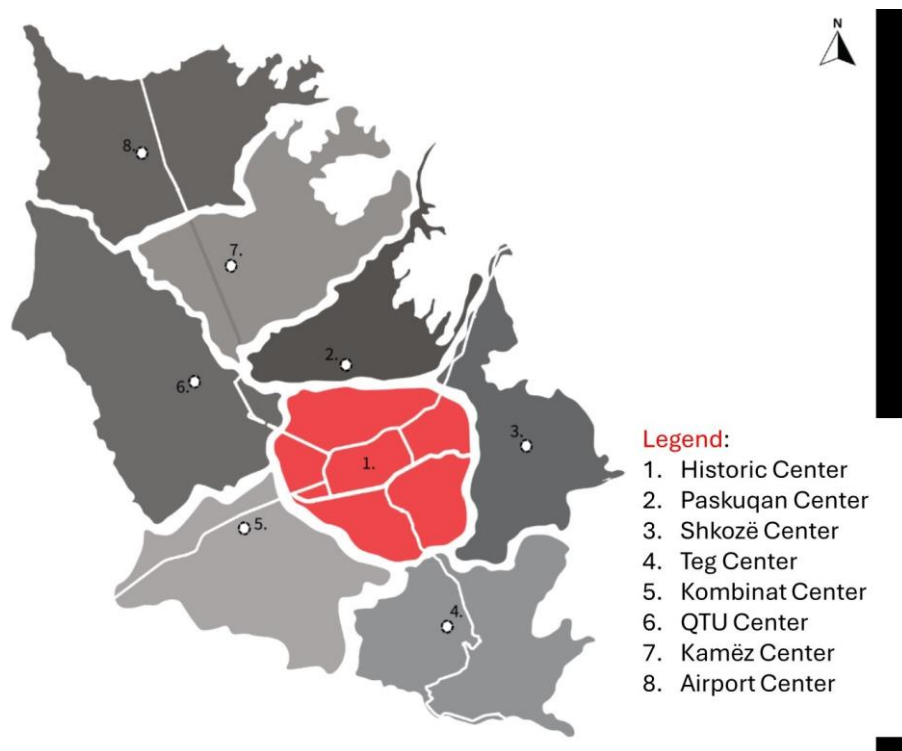 N
8.
7.
2.
6.
3.
1.
5.
4.
Legend:
1. Historic Center
2. Paskuqan Center
3. Shkozë Center
4. Teg Center
5. Kombinat Center
6. QTU Center
7. Kamëz Center
8. Airport Center